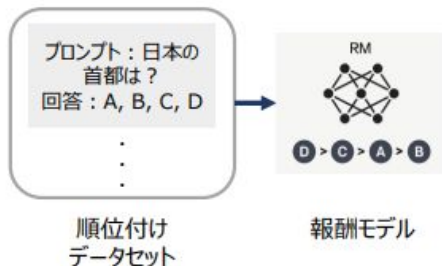 プロンプト：日本の
首都は？
回答：A, B, C, D
.
.
.
順位付け
データセット
RM
D > C > A > B
報酬モデル